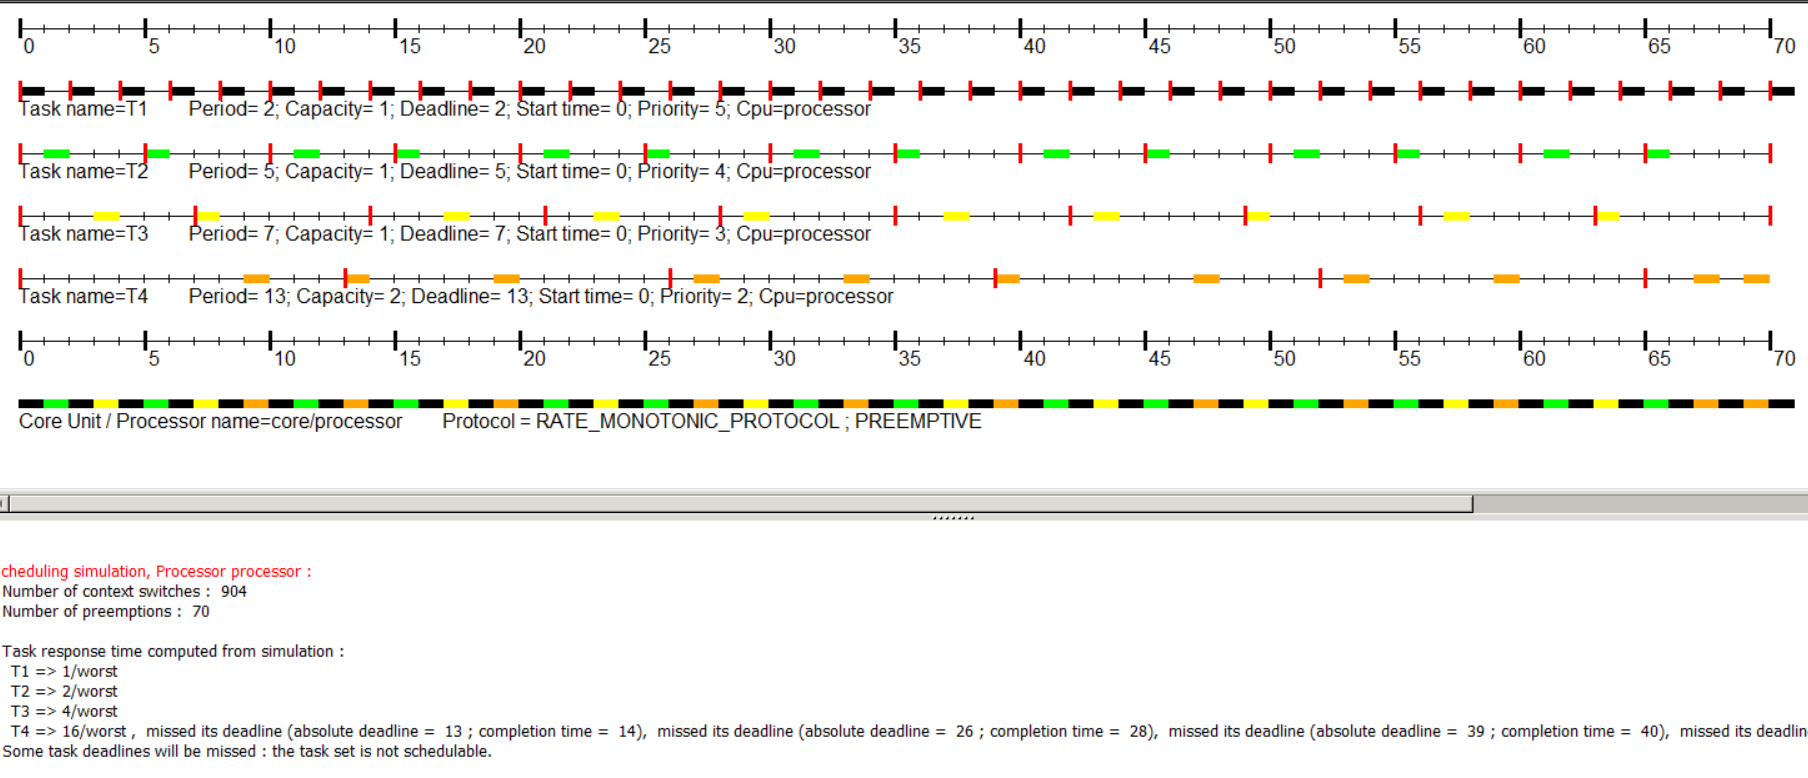 0 5 10 15 20 25 30 35 40 45 50 55 60 65 70
Task name=T1 Period= 2; Capacity= 1; Deadline= 2; Start time= 0; Priority= 5; Cpu=processor
Task name=T2 Period= 5; Capacity= 1; Deadline= 5; Start time= 0; Priority= 4; Cpu=processor
Task name=T3 Period= 7; Capacity= 1; Deadline= 7; Start time= 0; Priority= 3; Cpu=processor
Task name=T4 Period= 13; Capacity= 2; Deadline= 13; Start time= 0; Priority= 2; Cpu=processor
0 5 10 15 20 25 30 35 40 45 50 55 60 65 70
Core Unit / Processor name=core/processor Protocol = RATE_MONOTONIC_PROTOCOL ; PREEMPTIVE
cheduling simulation, Processor processor :
Number of context switches : 904
Number of preemptions : 70
Task response time computed from simulation :
T1 => 1/worst
T2 => 2/worst
T3 => 4/worst
T4 => 16/worst , missed its deadline (absolute deadline = 13 ; completion time = 14), missed its deadline (absolute deadline = 26 ; completion time = 28), missed its deadline (absolute deadline = 39 ; completion time = 40), missed its deadlin
Some task deadlines will be missed : the task set is not schedulable.